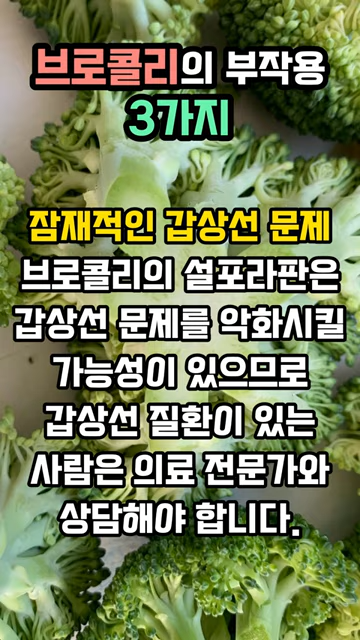 브로콜리의 부작용
3가지
잠재적인 갑상선 문제
브로콜리의 설포라판은
갑상선 문제를 악화시킬
가능성이 있으므로
갑상선 질환이 있는
사람은 의료 전문가와
상담해야 합니다.